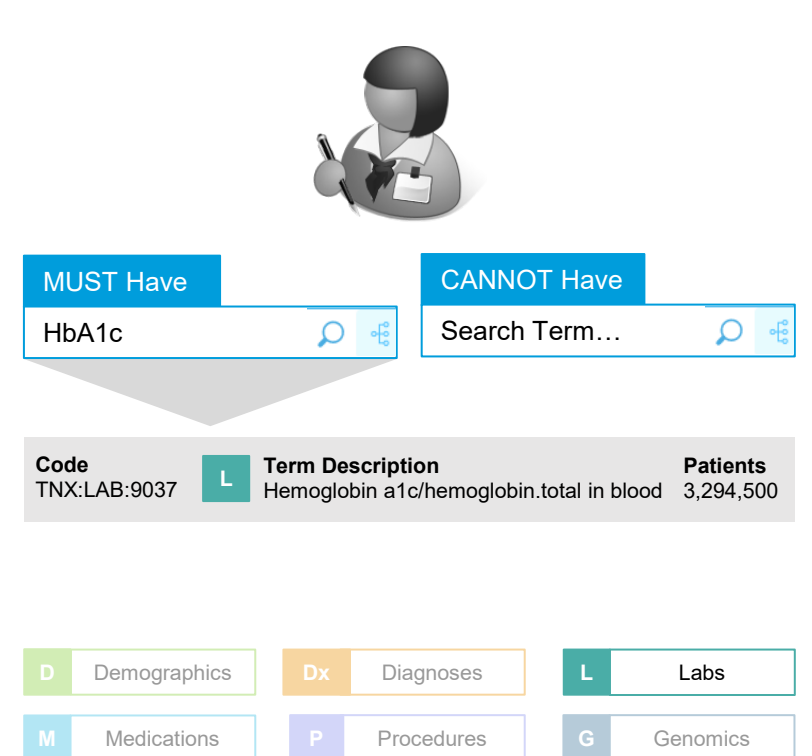 MUST Have
CANNOT Have
HbA1c
Search Term…
Code
Term Description
Patients
TNX:LAB:9037
L
Hemoglobin a1c/hemoglobin.total in blood
3,294,500
D
Demographics
Dx
Diagnoses
L
Labs
M
Medications
P
Procedures
G
Genomics